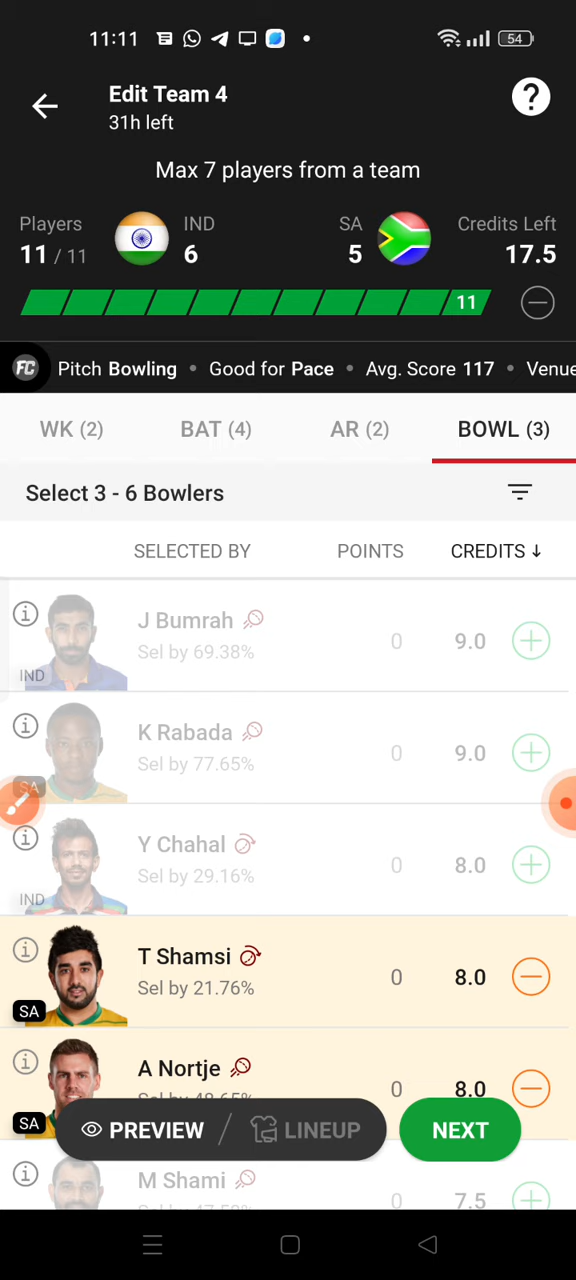 11:11
54
Edit Team 4
31h left
?
Max 7 players from a team
Players
11 / 11
IND
6
SA
5
Credits Left
17.5
11
FC Pitch Bowling • Good for Pace • Avg. Score 117 • Venue
WK (2) BAT (4) AR (2) BOWL (3)
Select 3 - 6 Bowlers
SELECTED BY POINTS CREDITS ↓
J Bumrah
Sel by 69.38%
0 9.0
IND
K Rabada
Sel by 77.65%
0 9.0
SA
Y Chahal
Sel by 29.16%
0 8.0
IND
T Shamsi
Sel by 21.76%
0 8.0
SA
A Nortje
0 8.0
SA
PREVIEW / LINEUP NEXT
M Shami
0 7.5